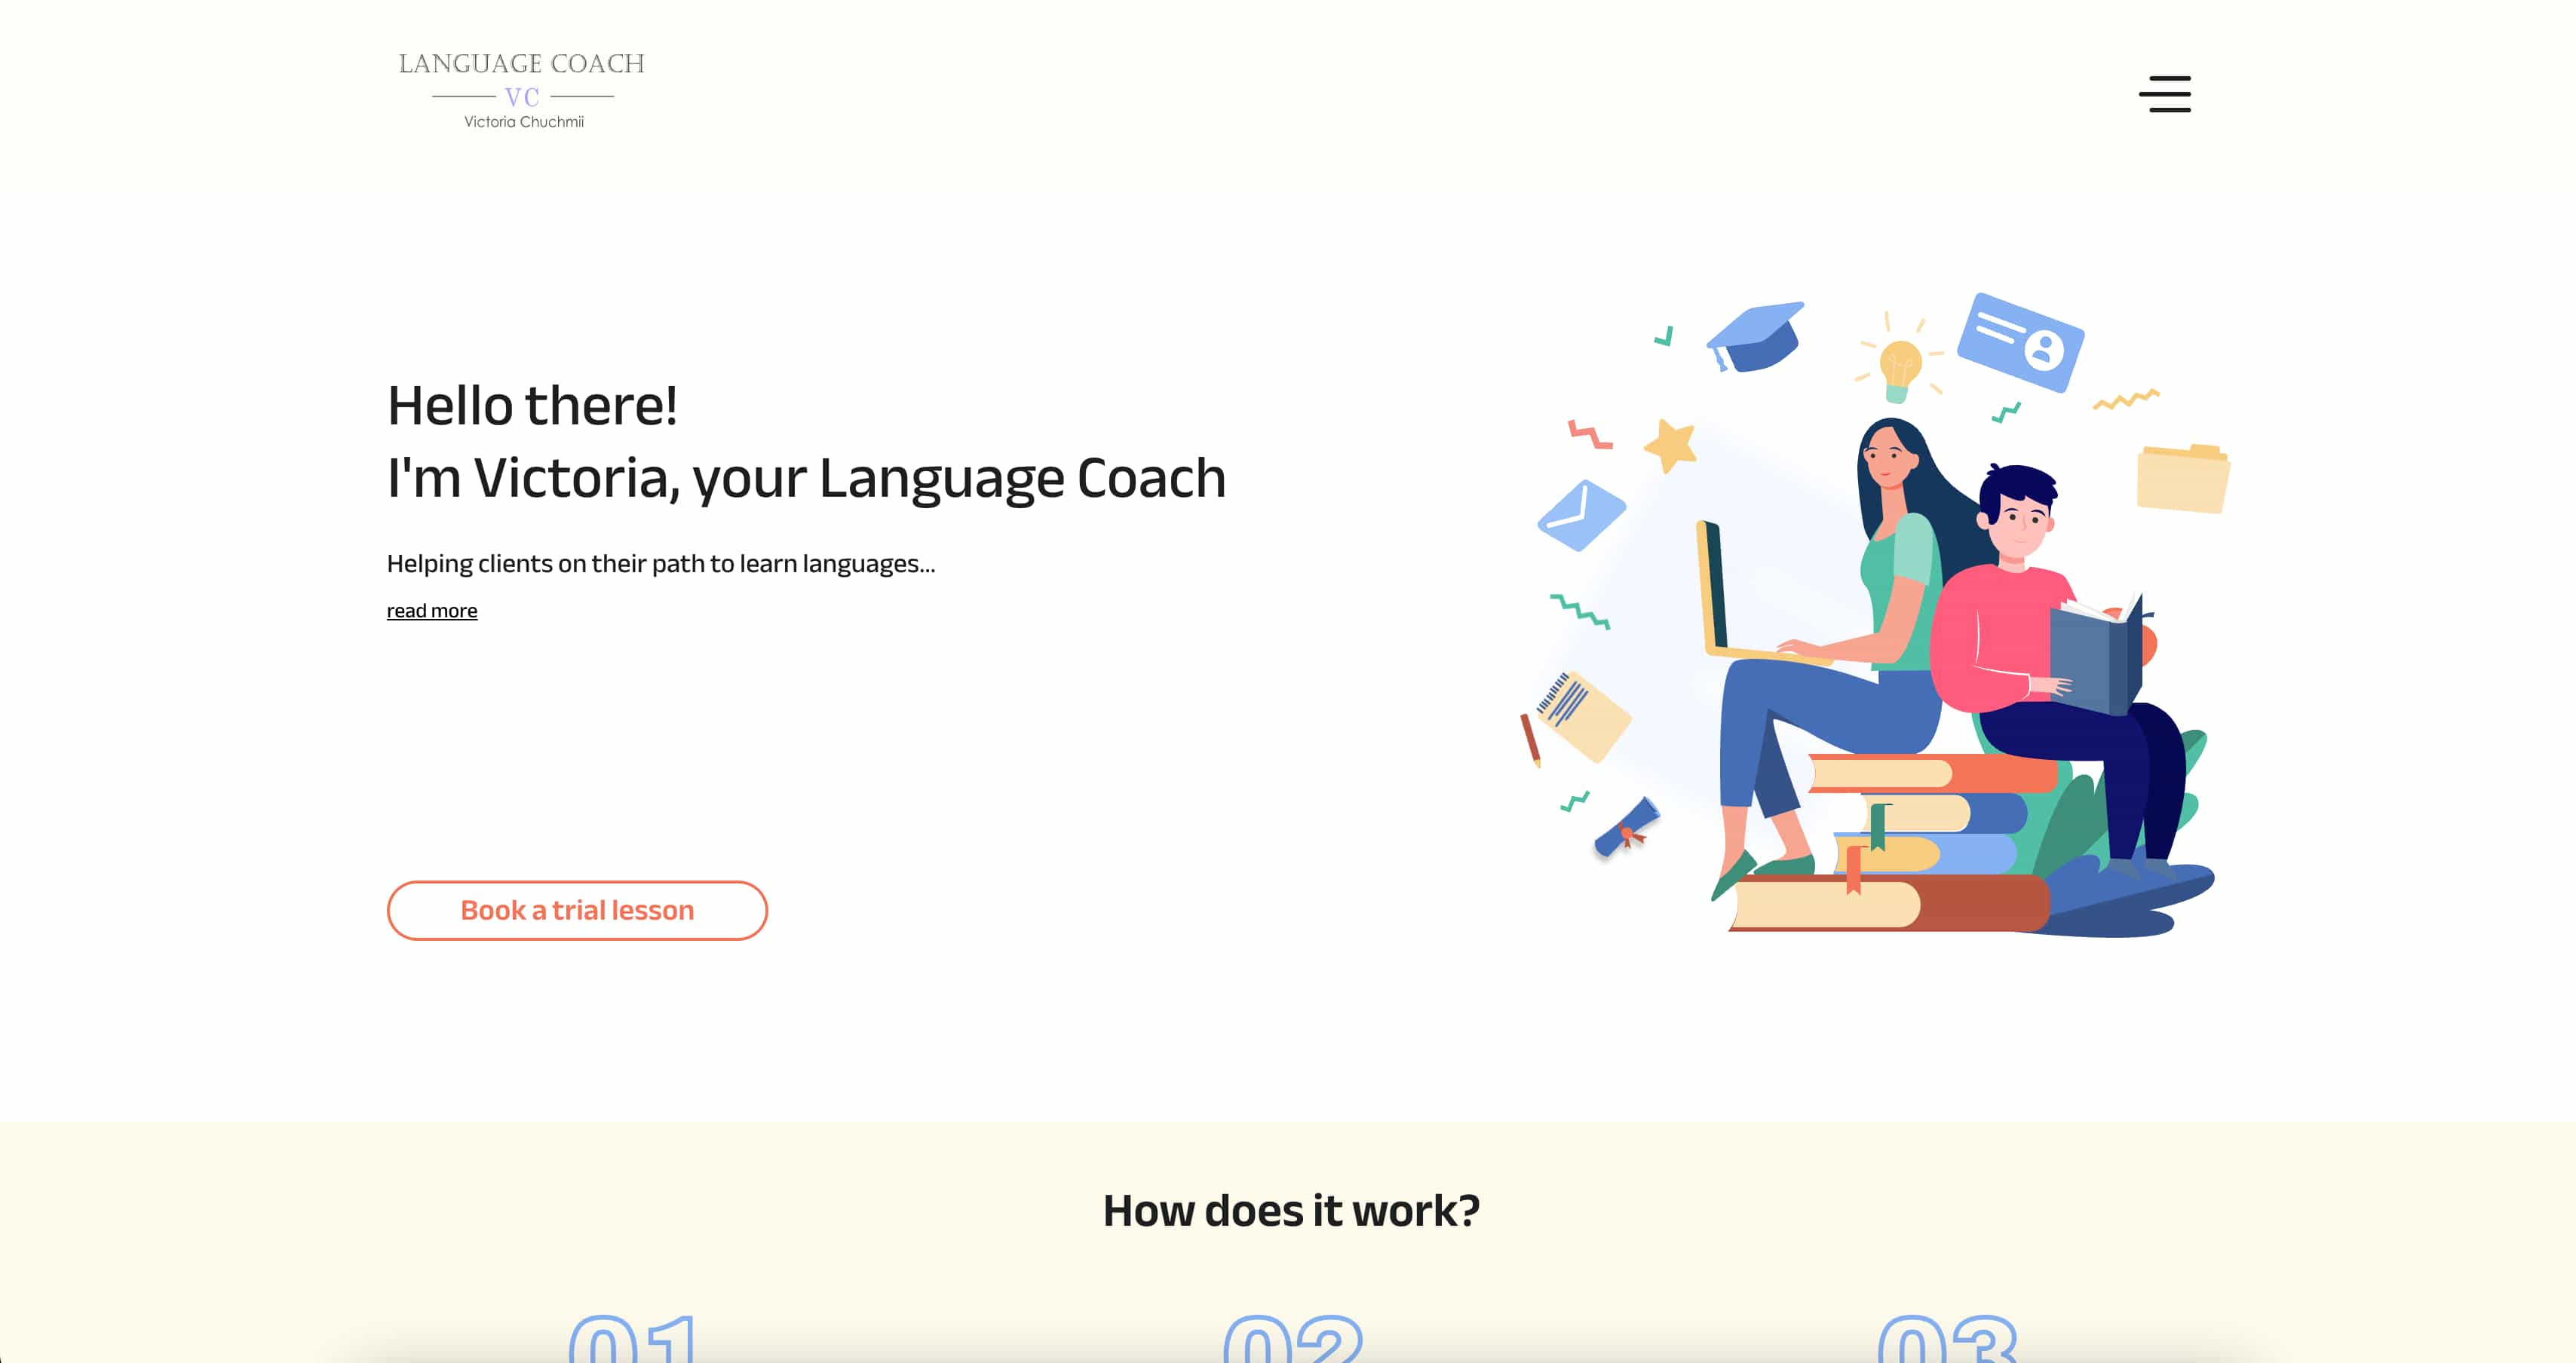 LANGUAGE COACH
VC
Victoria Chuchmii
Hello there!
I'm Victoria, your Language Coach
Helping clients on their path to learn languages...
read more
Book a trial lesson
How does it work?
01 02 03